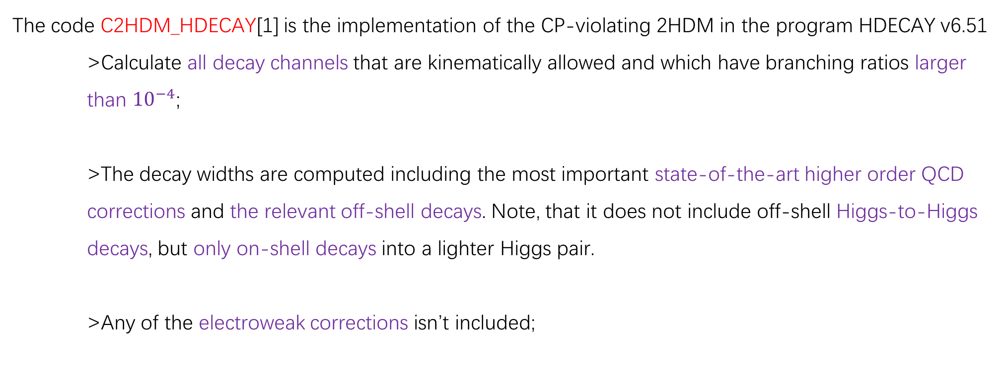 The code C2HDM_HDECAY[1] is the implementation of the CP-violating 2HDM in the program HDECAY v6.51
>Calculate all decay channels that are kinematically allowed and which have branching ratios larger
than 10⁻⁴;
>The decay widths are computed including the most important state-of-the-art higher order QCD
corrections and the relevant off-shell decays. Note, that it does not include off-shell Higgs-to-Higgs
decays, but only on-shell decays into a lighter Higgs pair.
>Any of the electroweak corrections isn’t included;